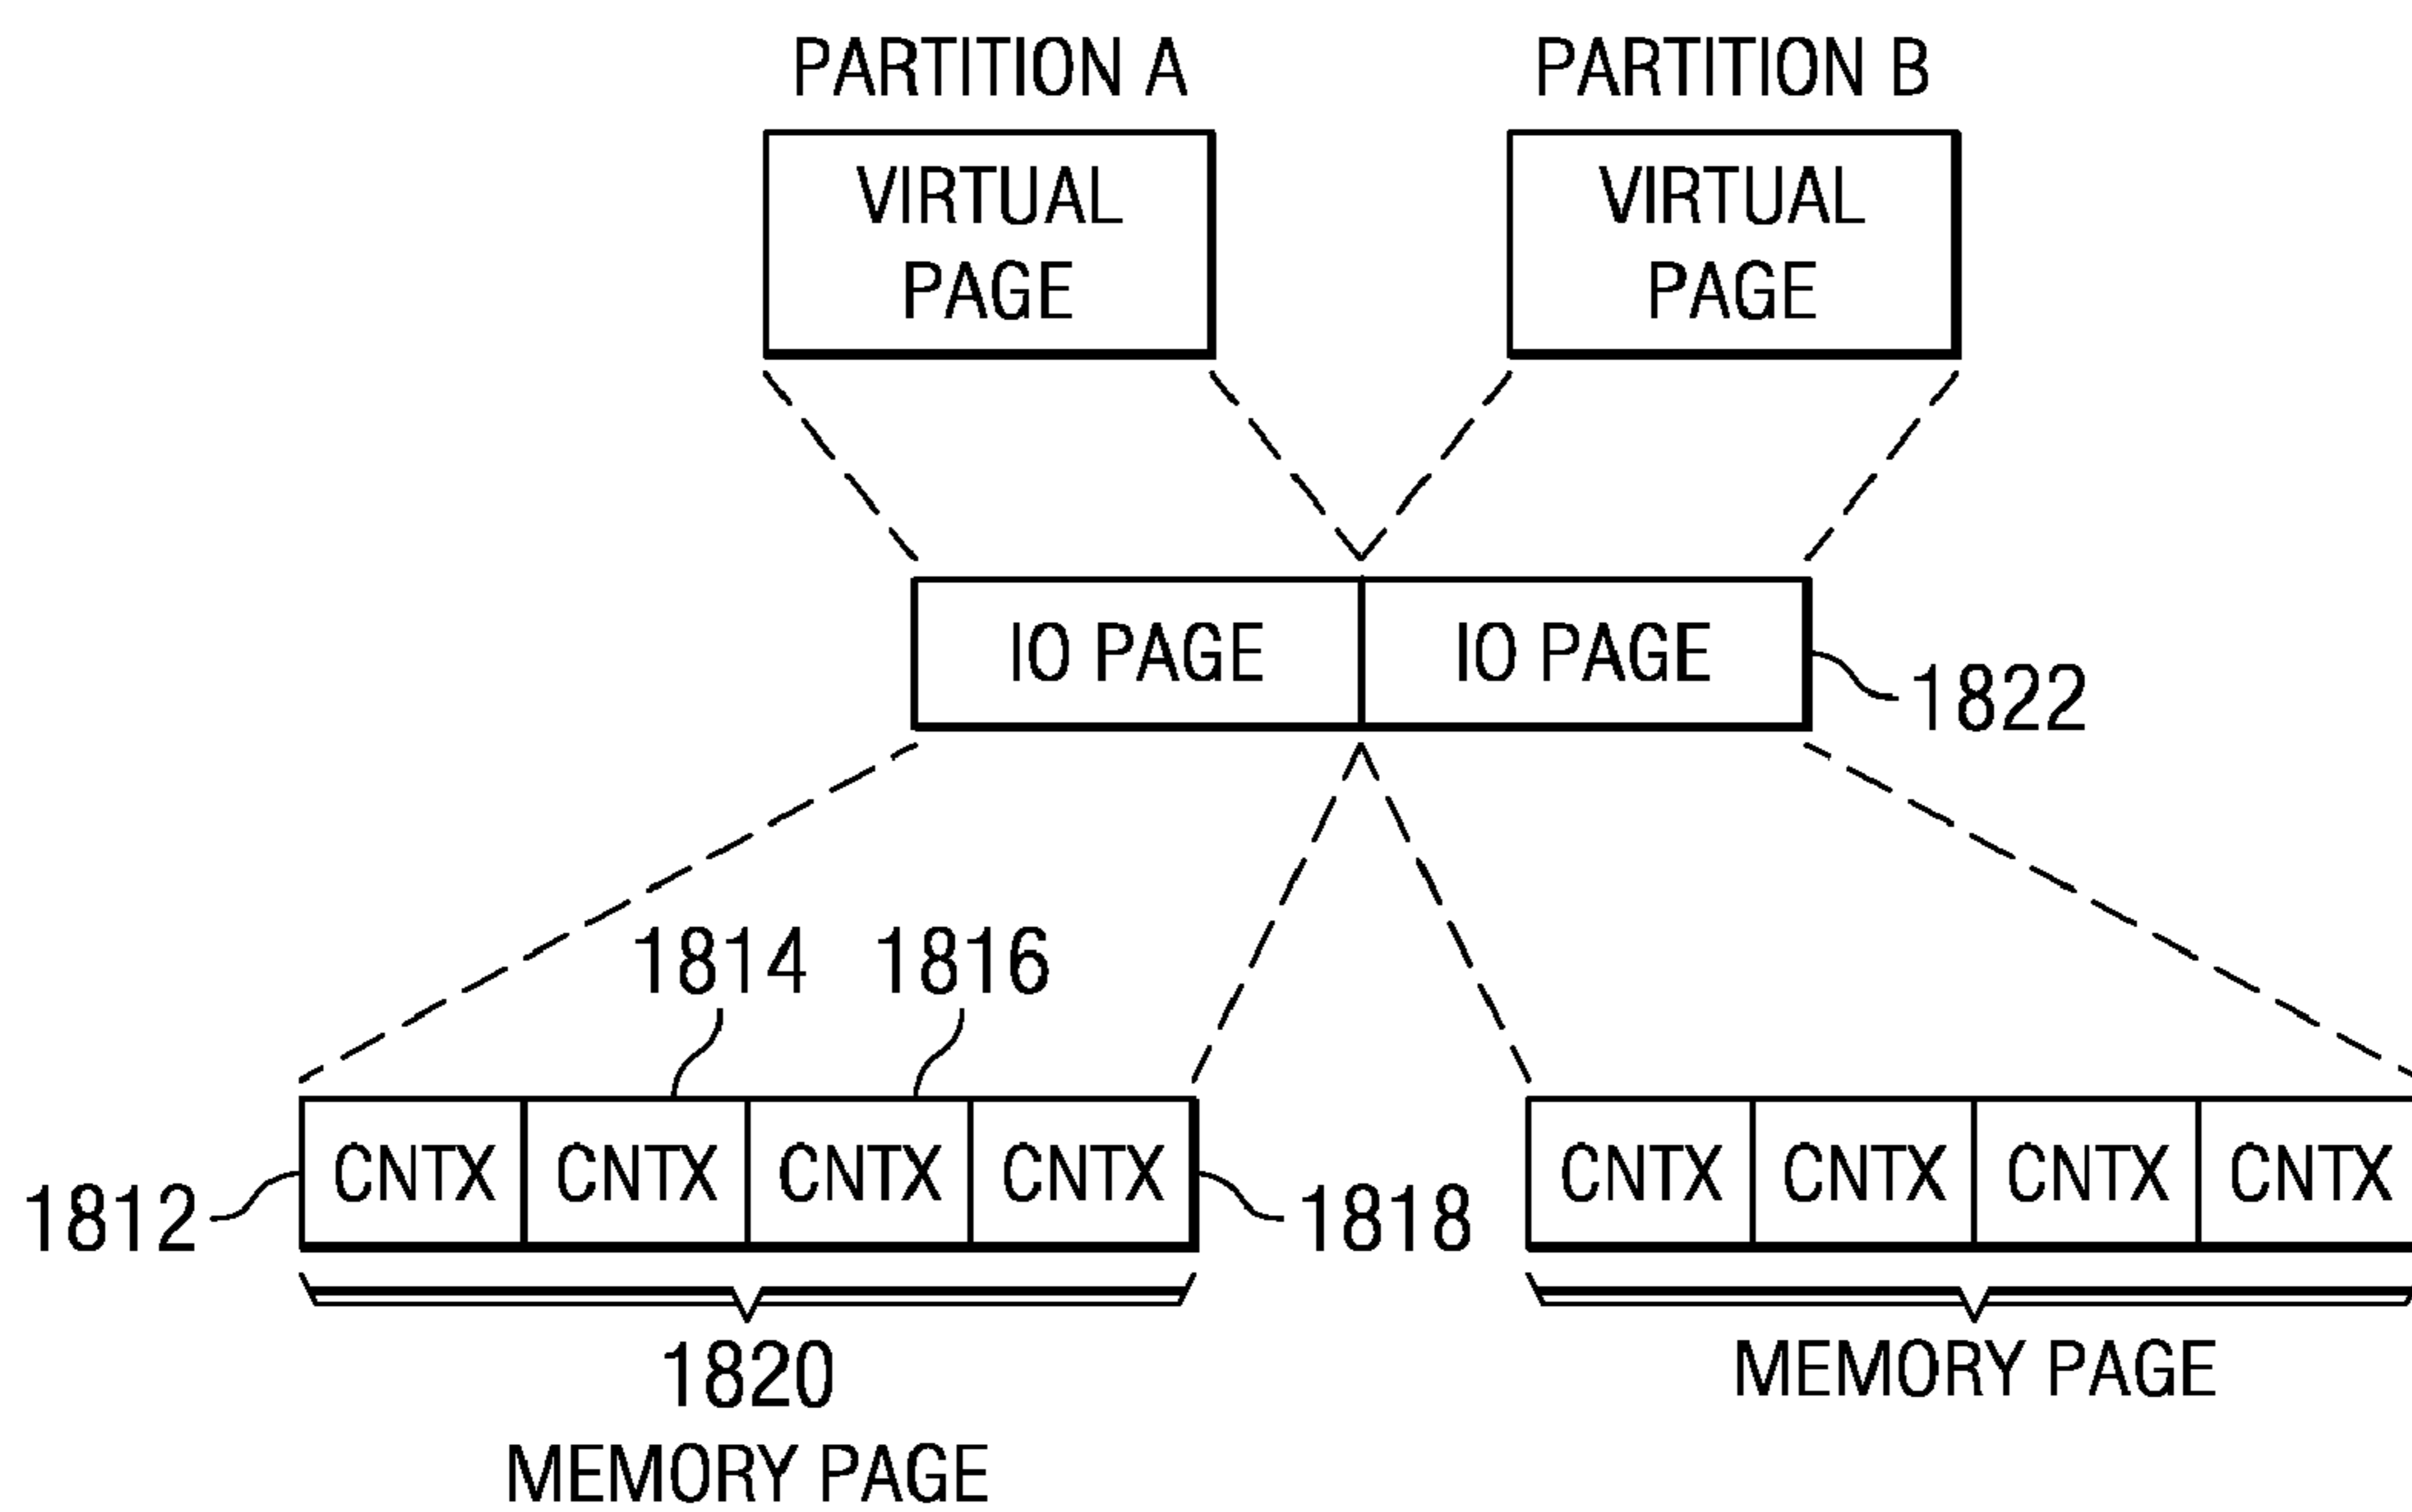 PARTITION A PARTITION B
VIRTUAL PAGE VIRTUAL PAGE
IO PAGE IO PAGE
1822
1814 1816
CNTX CNTX CNTX CNTX CNTX CNTX CNTX CNTX
1812 1818
1820
MEMORY PAGE
MEMORY PAGE